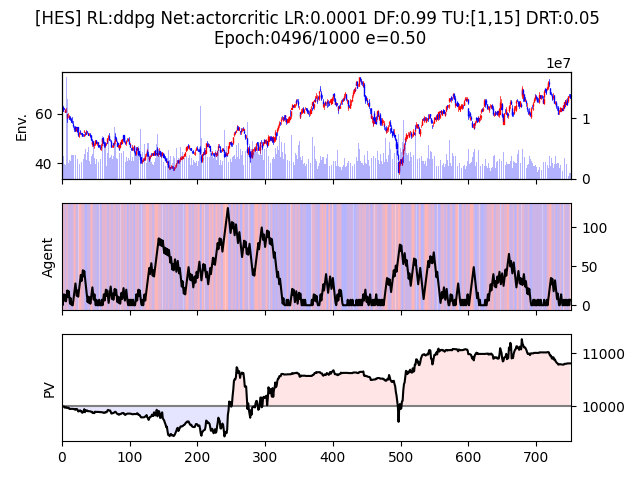 [HES] RL:ddpg Net:actorcritic LR:0.0001 DF:0.99 TU:[1,15] DRT:0.05
Epoch:0496/1000 e=0.50
1e7
Env.
60
40
1
0
Agent
100
50
0
PV
11000
10000
0 100 200 300 400 500 600 700